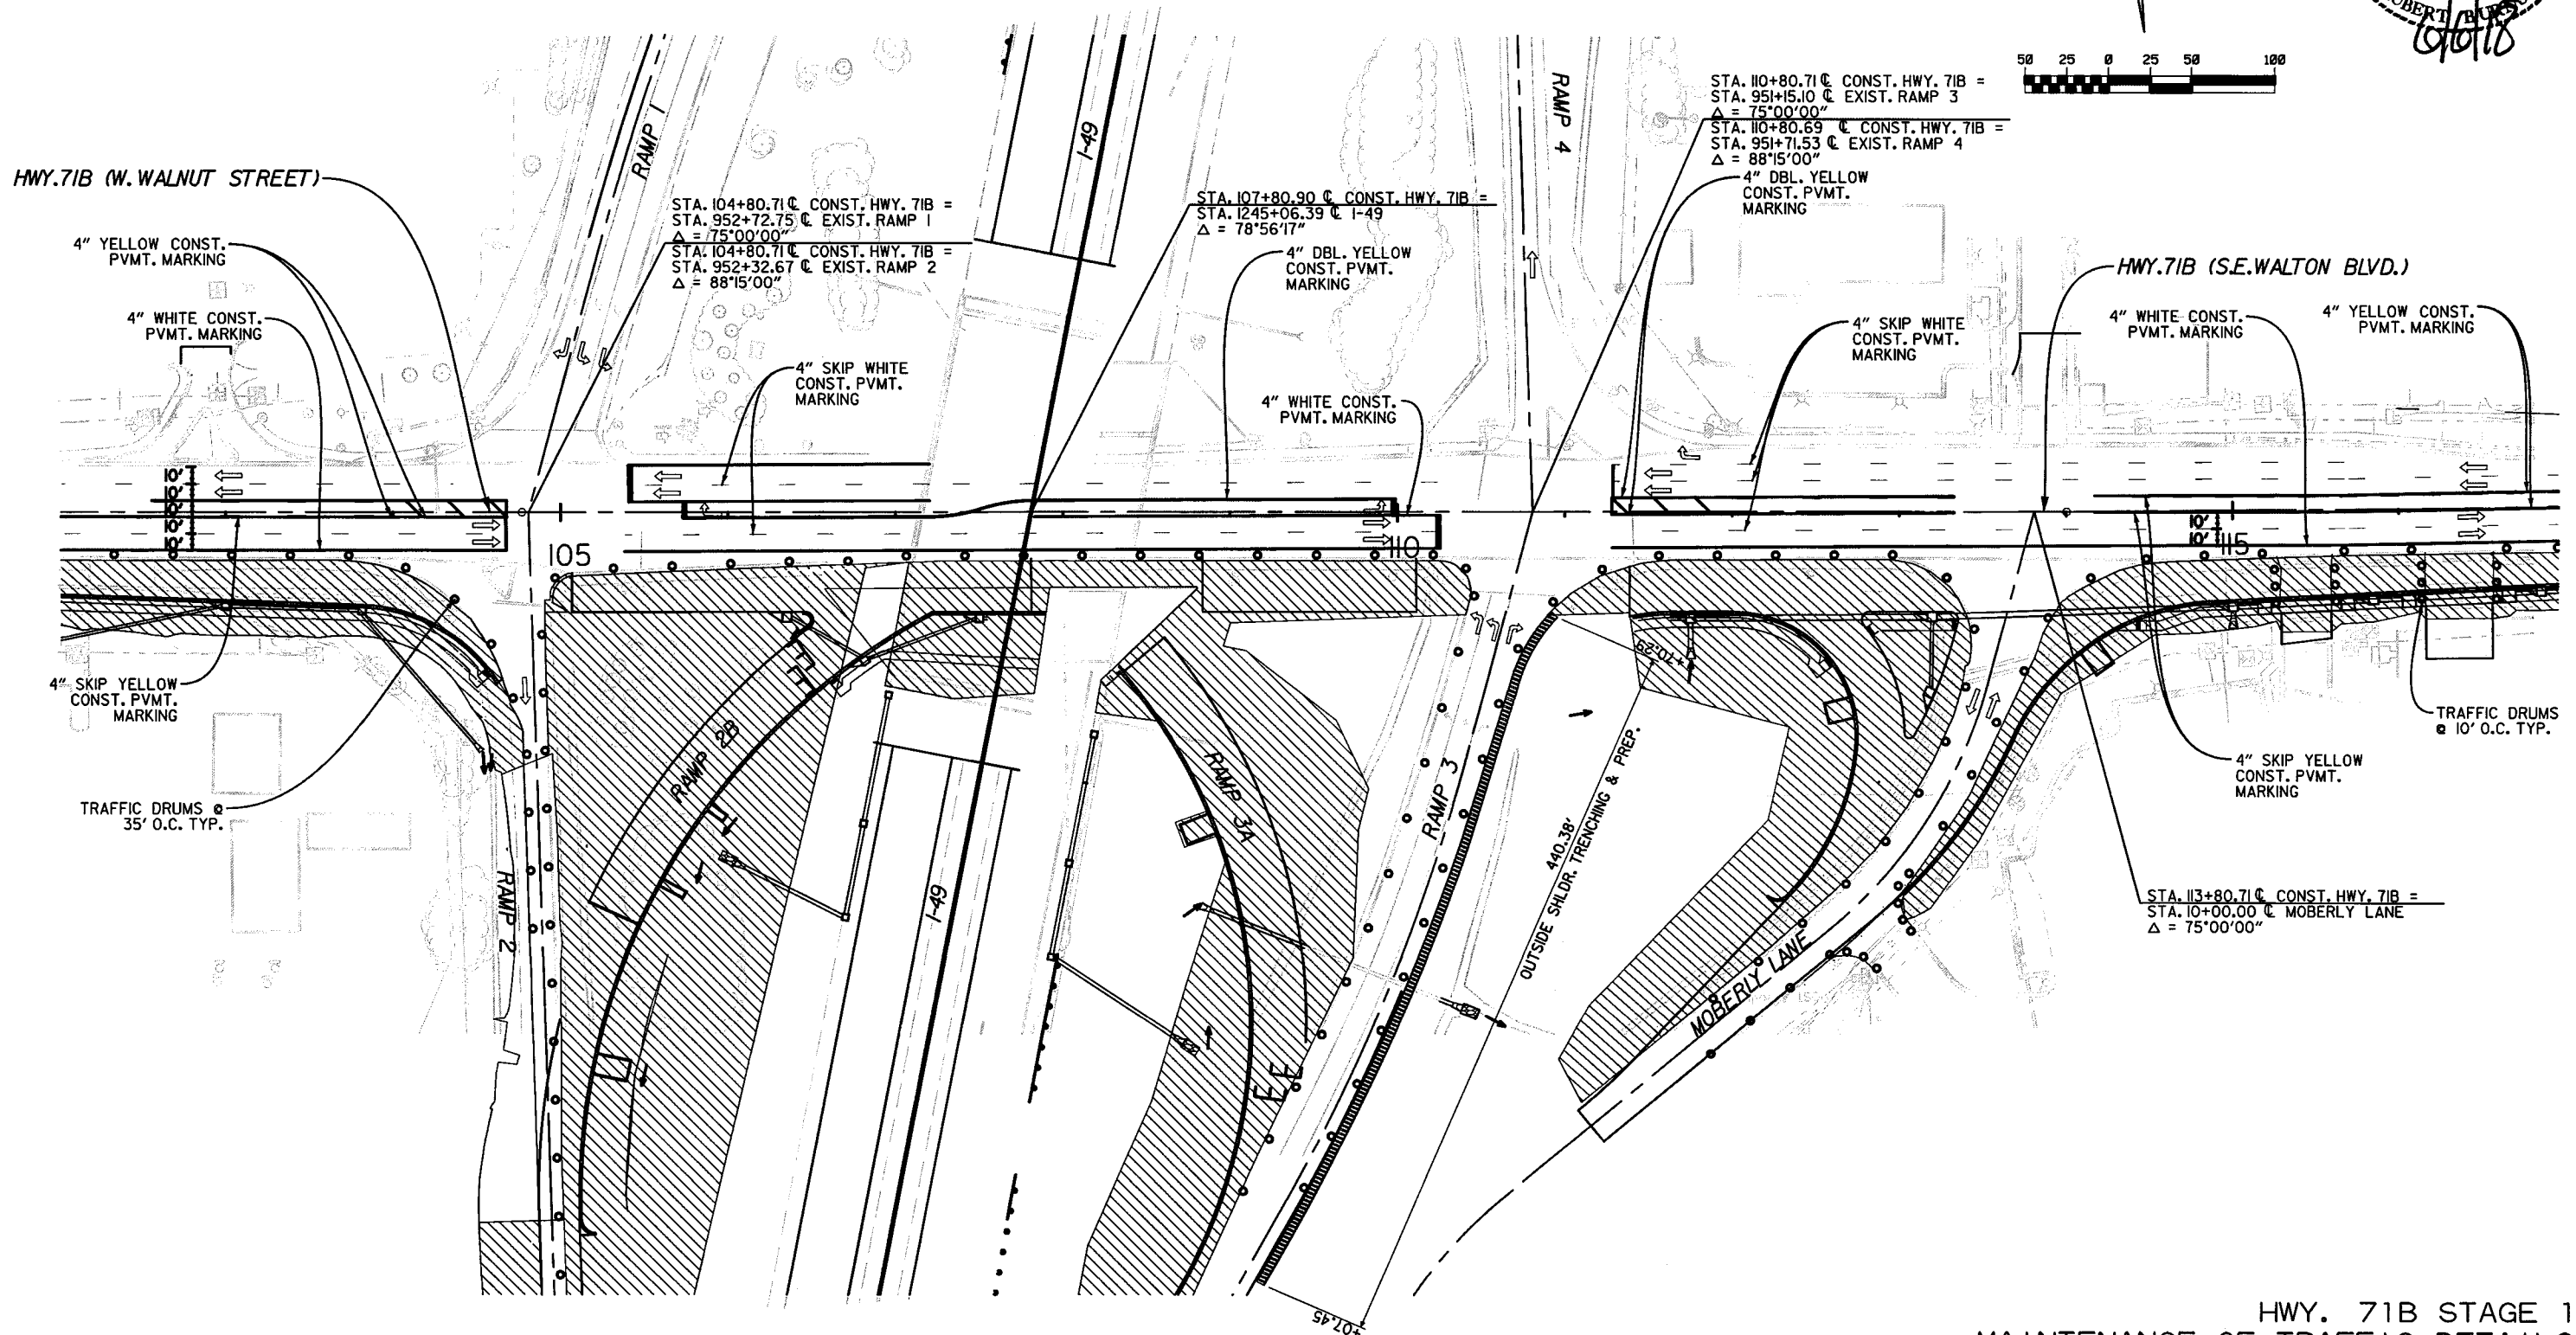 50 25 0 25 50 100
RAMP 1
I-49
RAMP 4
STA. 110+80.71 ℄ CONST. HWY. 71B =
STA. 951+15.10 ℄ EXIST. RAMP 3
Δ = 75°00'00"
STA. 110+80.69 ℄ CONST. HWY. 71B =
STA. 951+71.53 ℄ EXIST. RAMP 4
Δ = 88°15'00"
4" DBL. YELLOW
CONST. PVMT.
MARKING
HWY. 71B (W. WALNUT STREET)
STA. 104+80.71 ℄ CONST. HWY. 71B =
STA. 952+72.75 ℄ EXIST. RAMP 1
Δ = 75°00'00"
STA. 104+80.71 ℄ CONST. HWY. 71B =
STA. 952+32.67 ℄ EXIST. RAMP 2
Δ = 88°15'00"
STA. 107+80.90 ℄ CONST. HWY. 71B =
STA. 1245+06.39 ℄ I-49
Δ = 78°56'17"
4" DBL. YELLOW
CONST. PVMT.
MARKING
4" YELLOW CONST.
PVMT. MARKING
HWY. 71B (S.E. WALTON BLVD.)
4" WHITE CONST.
PVMT. MARKING
4" SKIP WHITE
CONST. PVMT.
MARKING
4" WHITE CONST.
PVMT. MARKING
4" SKIP WHITE
CONST. PVMT.
MARKING
4" WHITE CONST.
PVMT. MARKING
4" YELLOW CONST.
PVMT. MARKING
10'
10'
10'
10'
105
110
10'
10'
115
4" SKIP YELLOW
CONST. PVMT.
MARKING
TRAFFIC DRUMS @
35' O.C. TYP.
RAMP 2
RAMP 2B
I-49
RAMP 3A
RAMP 3
+70.29
440.38'
OUTSIDE SHLDR. TRENCHING & PREP.
+07.45
MOBERLY LANE
TRAFFIC DRUMS
@ 10' O.C. TYP.
4" SKIP YELLOW
CONST. PVMT.
MARKING
STA. 113+80.71 ℄ CONST. HWY. 71B =
STA. 10+00.00 ℄ MOBERLY LANE
Δ = 75°00'00"
HWY. 71B STAGE 1
MAINTENANCE OF TRAFFIC DETAILS